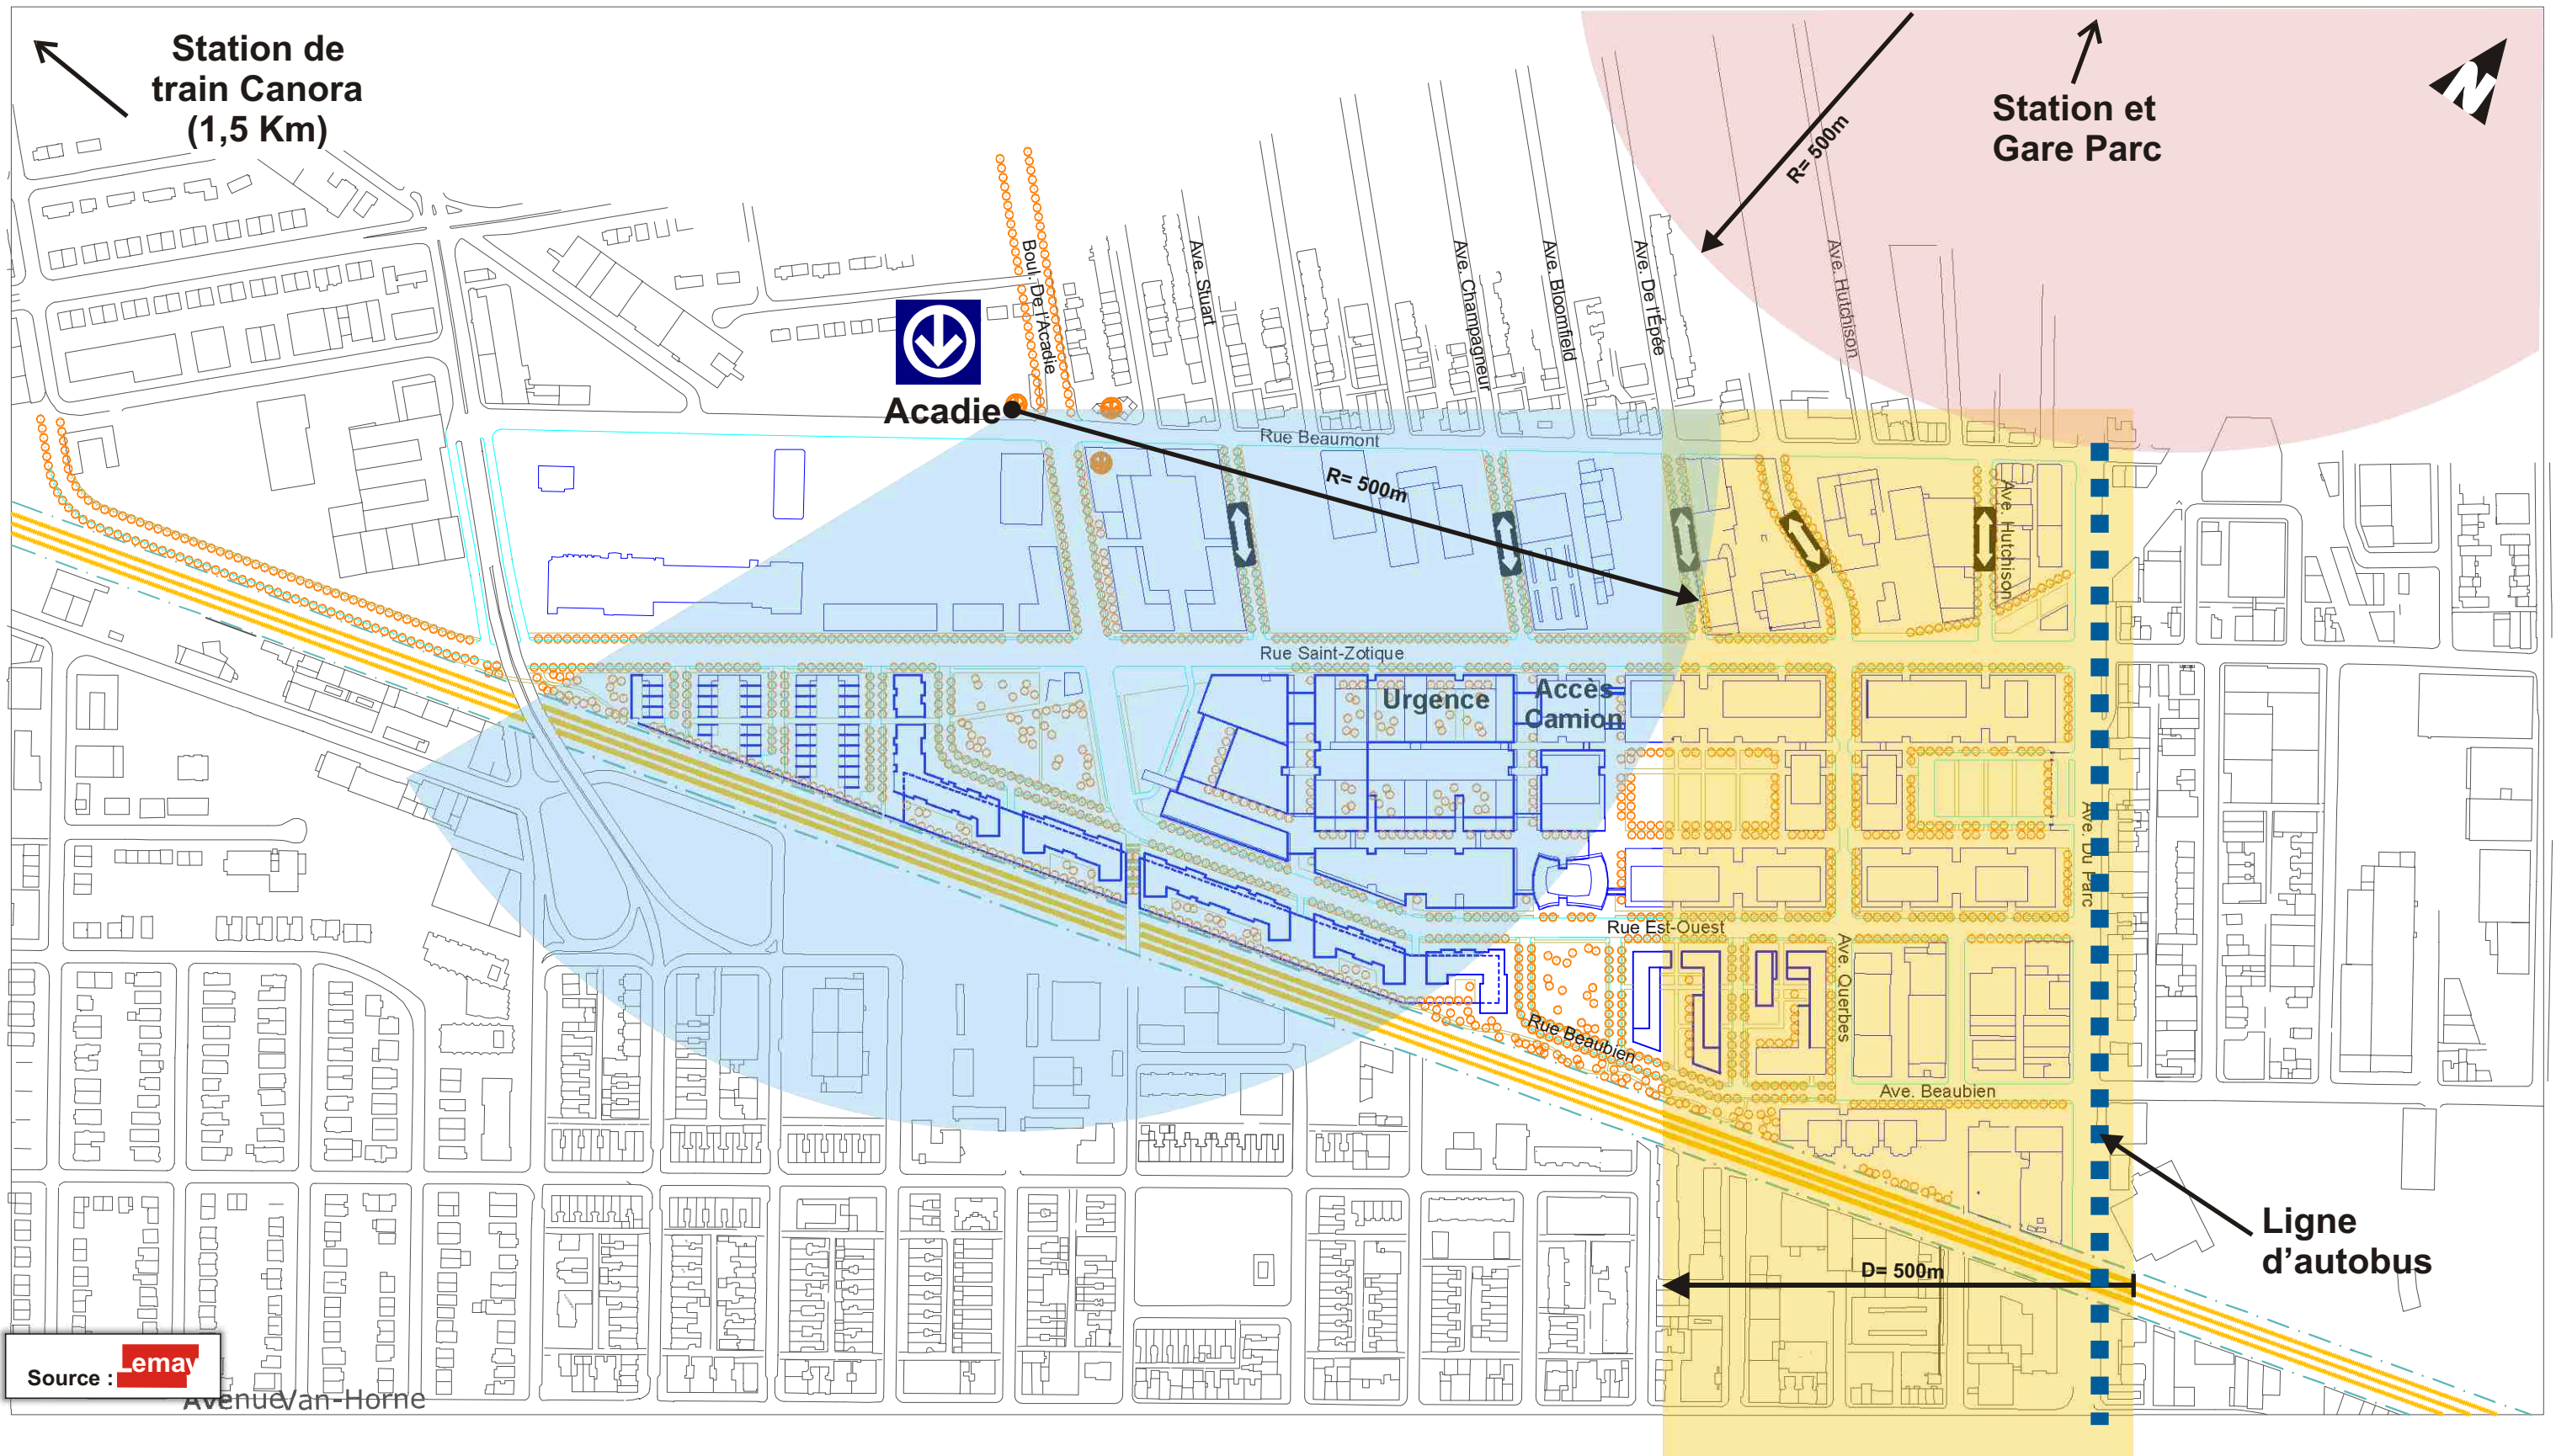 Station de
train Canora
(1,5 Km)
Station et
Gare Parc
N
R= 500m
Boul. De l'Acadie
Ave. Stuart
Ave. Champagneur
Ave. Bloomfield
Ave. De l'Épée
Ave. Hutchison
Acadie
Rue Beaumont
R= 500m
Ave. Hutchison
Rue Saint-Zotique
Urgence
Accès
Camion
Ave. Du Parc
Rue Est-Ouest
Ave. Querbes
Rue Beaubien
Ave. Beaubien
Ligne
d'autobus
D= 500m
Source : Lemay
Avenue Van-Horne